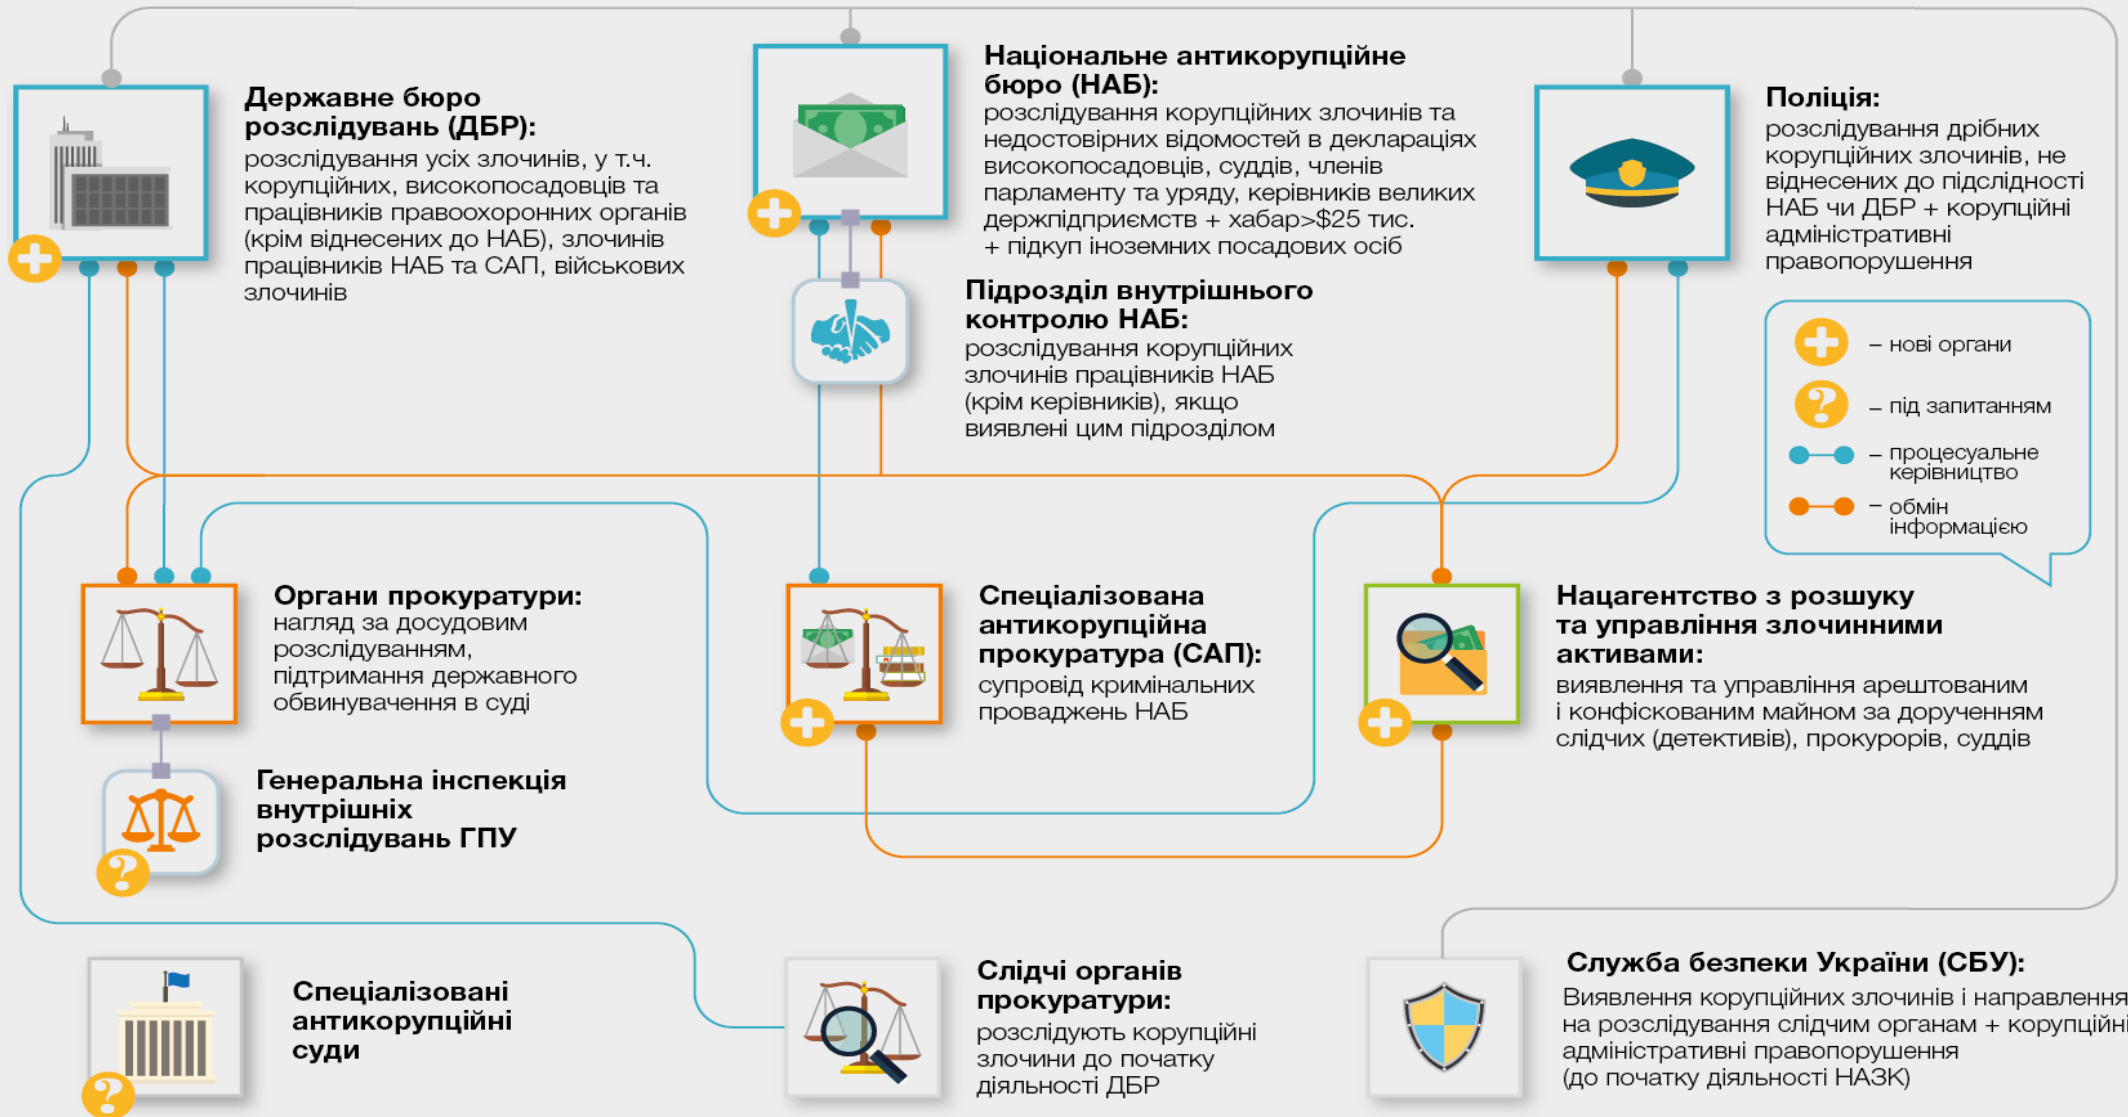 Державне бюро
розслідувань (ДБР):
розслідування усіх злочинів, у т.ч.
корупційних, високопосадовців та
працівників правоохоронних органів
(крім віднесених до НАБ), злочинів
працівників НАБ та САП, військових
злочинів
Національне антикорупційне
бюро (НАБ):
розслідування корупційних злочинів та
недостовірних відомостей в деклараціях
високопосадовців, суддів, членів
парламенту та уряду, керівників великих
держпідприємств + хабар>$25 тис.
+ підкуп іноземних посадових осіб
Поліція:
розслідування дрібних
корупційних злочинів, не
віднесених до підслідності
НАБ чи ДБР + корупційні
адміністративні
правопорушення
Підрозділ внутрішнього
контролю НАБ:
розслідування корупційних
злочинів працівників НАБ
(крім керівників), якщо
виявлені цим підрозділом
– нові органи
– під запитанням
– процесуальне
керівництво
– обмін
інформацією
Органи прокуратури:
нагляд за досудовим
розслідуванням,
підтримання державного
обвинувачення в суді
Спеціалізована
антикорупційна
прокуратура (САП):
супровід кримінальних
проваджень НАБ
Нацагентство з розшуку
та управління злочинними
активами:
виявлення та управління арештованим
і конфіскованим майном за дорученням
слідчих (детективів), прокурорів, суддів
Генеральна інспекція
внутрішніх
розслідувань ГПУ
Спеціалізовані
антикорупційні
суди
Слідчі органів
прокуратури:
розслідують корупційні
злочини до початку
діяльності ДБР
Служба безпеки України (СБУ):
Виявлення корупційних злочинів і направлення
на розслідування слідчим органам + корупційні
адміністративні правопорушення
(до початку діяльності НАЗК)